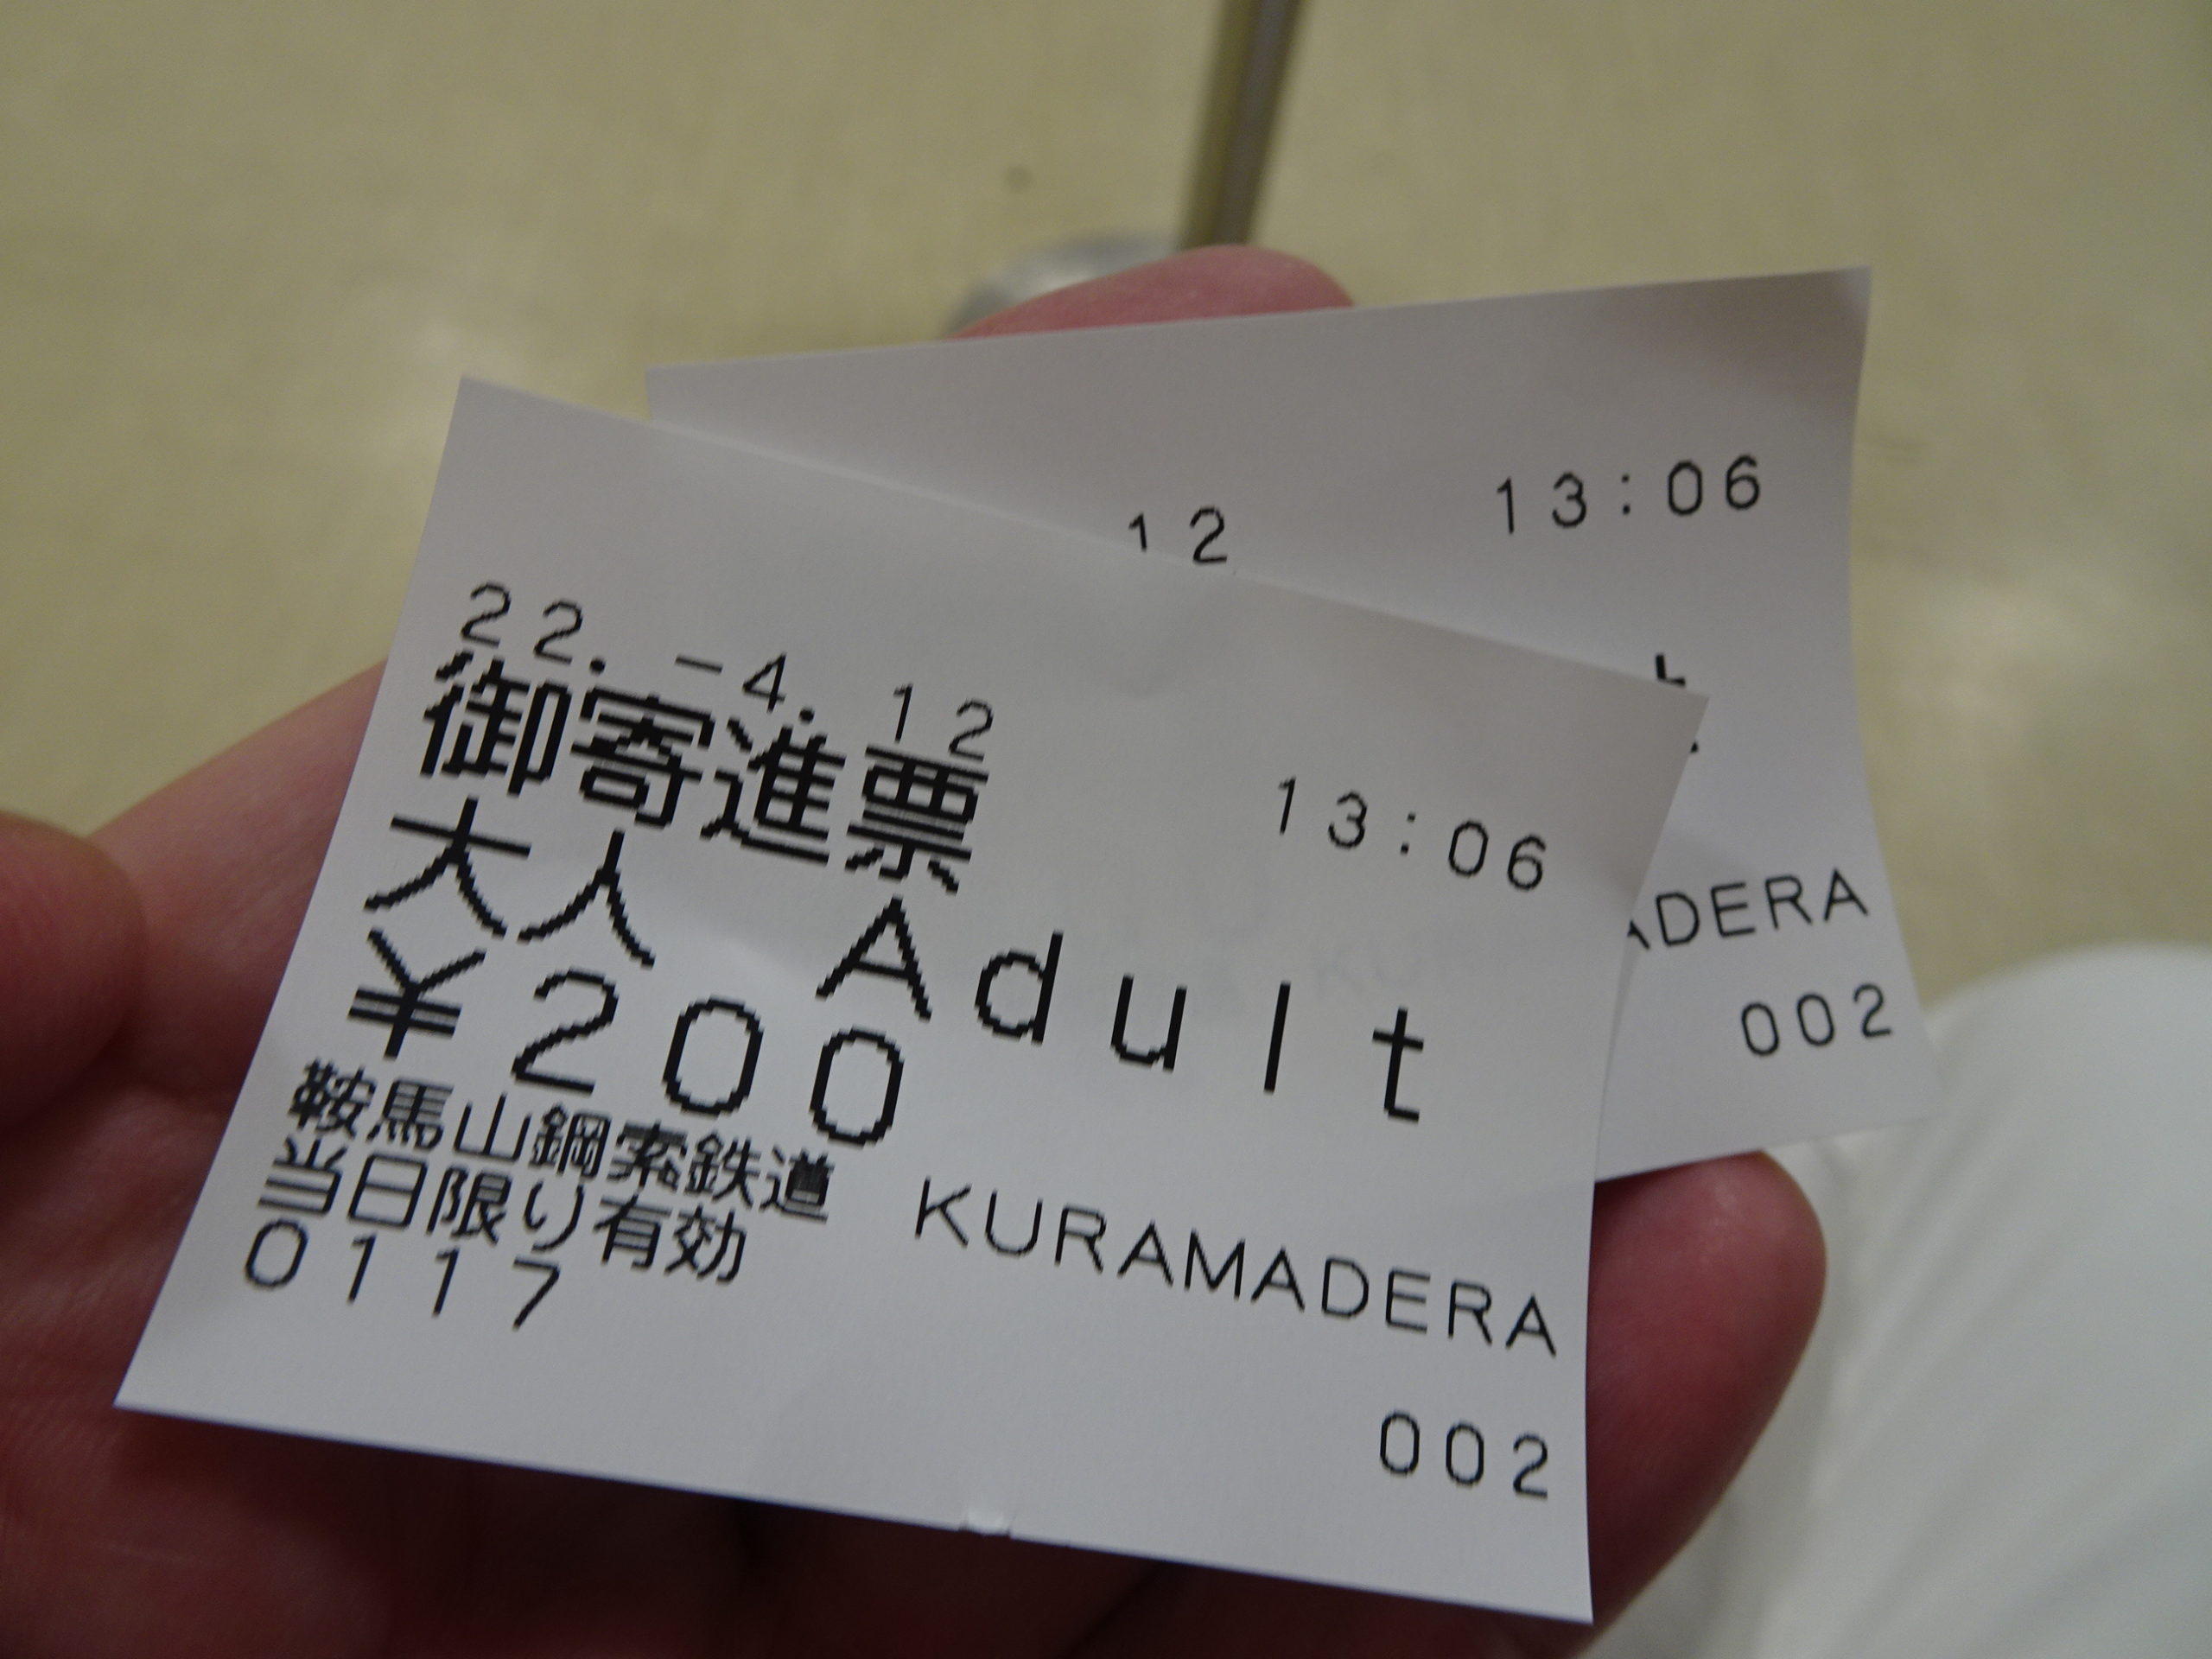 22.-4.12 13:06
御寄進票
大人 Adult
¥200
鞍馬山鋼索鉄道 KURAMADERA
当日限り有効
0117 002
12 13:06
ADERA
002